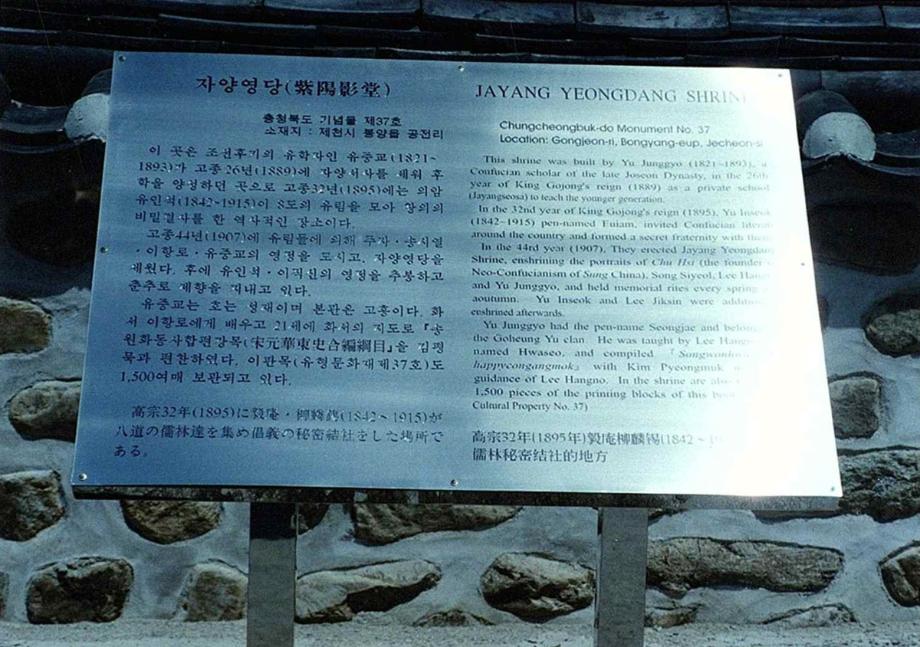 자양영당(紫陽影堂)
충청북도 기념물 제37호
소재지 : 제천시 봉양읍 공전리
이 곳은 조선후기의 유학자인 유중교(1821~
1893)가 고종 26년(1889)에 자양서사를 세워 후
학을 양성하던 곳으로 고종32년(1895)에는 의암
유인석(1842~1915)이 8도의 유림을 모아 창의의
비밀결사를 한 역사적인 장소이다.
고종44년(1907)에 유림들에 의해 주자·송시열
·이항로·유중교의 영정을 모시고, 자양영당을
세웠다. 후에 유인석·이직신의 영정을 추봉하고
춘추로 제향을 지내고 있다.
유중교는 호는 성재이며 본관은 고흥이다. 화
서 이항로에게 배우고 21세에 화서의 지도로 『송
원화동사합편강목(宋元華東史合編綱目』을 김평
묵과 편찬하였다. 이판목(유형문화재제37호)도
1,500여매 보관되고 있다.
高宗32年(1895)に毅庵・柳麟錫(1842~1915)が
八道の儒林達を集め倡義の秘密結社をした場所で
ある。
JAYANG YEONGDANG SHRINE
Chungcheongbuk-do Monument No. 37
Location: Gongjeon-ri, Bongyang-eup, Jecheon-si
This shrine was built by Yu Junggyo (1821~1893), a
Confucian scholar of the late Joseon Dynasty, in the 26th
year of King Gojong's reign (1889) as a private school
(Jayangseosa) to teach the younger generation.
In the 32nd year of King Gojong's reign (1895), Yu Inseok
(1842~1915) pen-named Euiam, invited Confucian literati
around the country and formed a secret fraternity with them.
In the 44rd year (1907), They erected Jayang Yeongdang
Shrine, enshrining the portraits of Chu Hsi (the founder
Neo-Confucianism of Sung China), Song Siyeol, Lee Hangno
and Yu Junggyo, and held memorial rites every spring
aoutumn. Yu Inseok and Lee Jiksin were
enshrined afterwards.
Yu Junggyo had the pen-name Seongjae and
the Goheung Yu clan He was taught by Lee
named Hwaseo, and compiled 『
happyeongangmok』 with Kim Pyeongmuk
guidance of Lee Hangno. In the shrine are
1,500 pieces of the printing blocks of this
Cultural Property No. 37)
高宗32年(1895年)毅庵柳麟锡(1842~
儒林秘密结社的地方